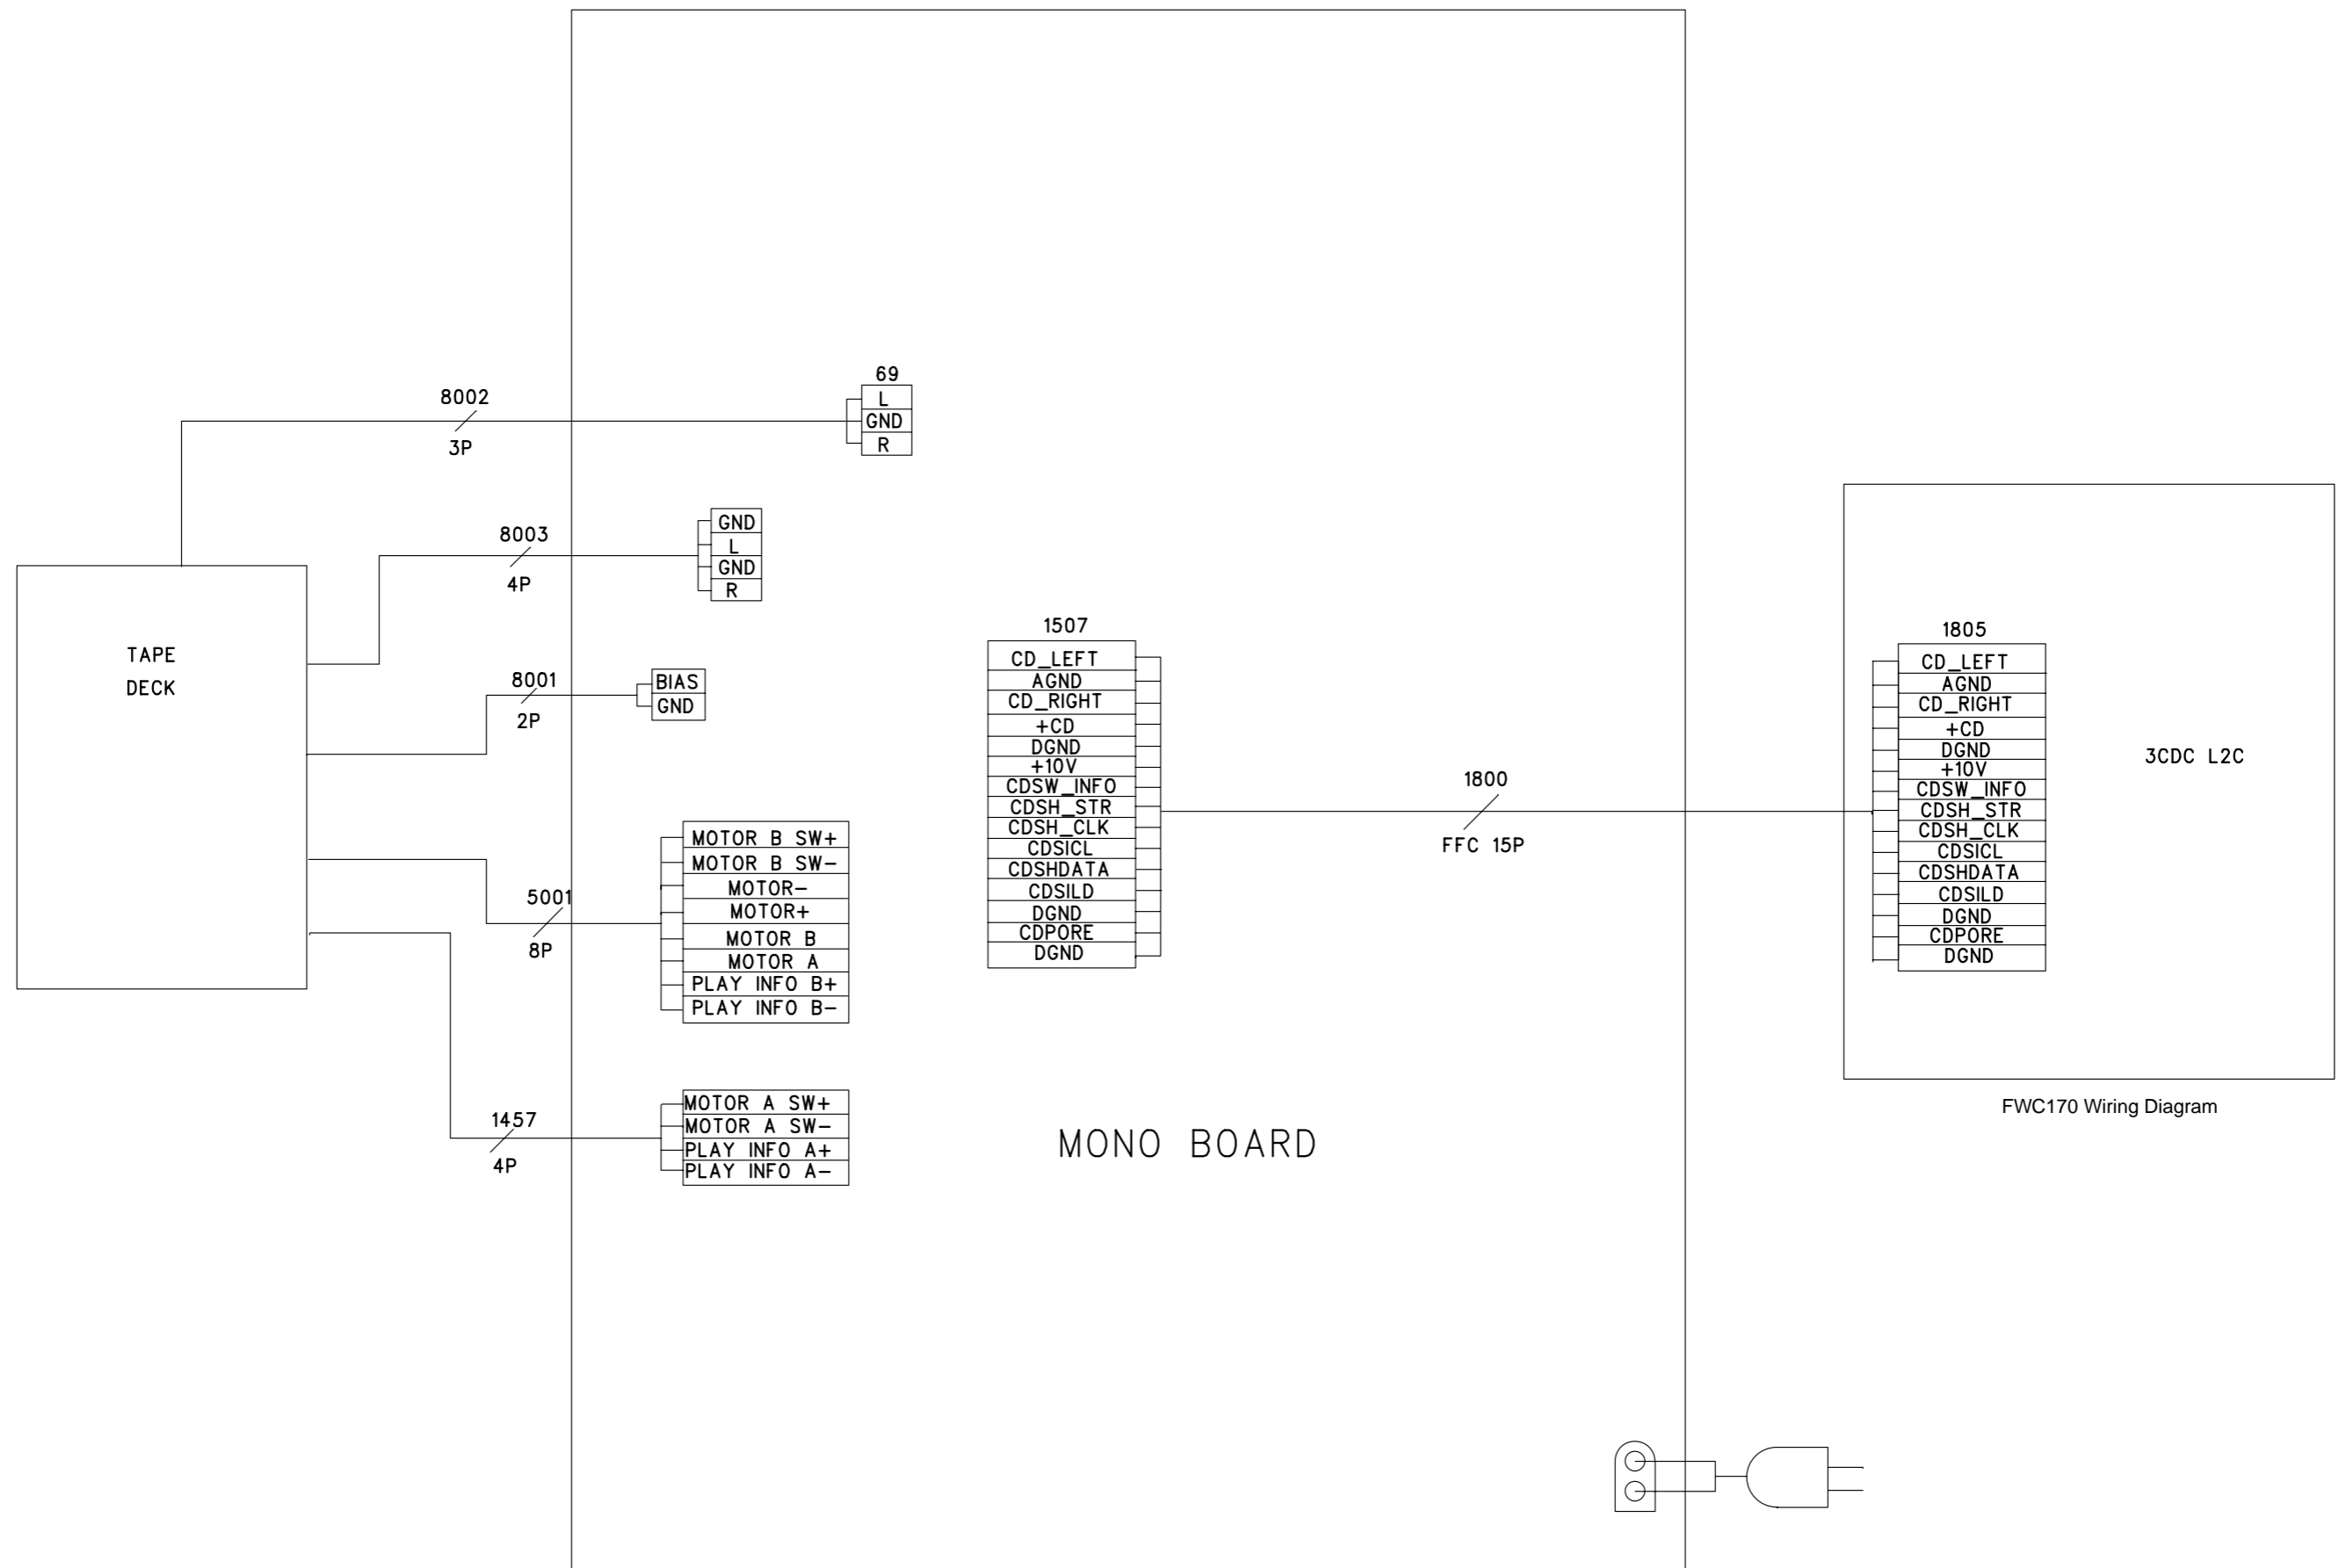 69
8002
L
GND
R
3P
8003
4P
GND
L
GND
R
TAPE
DECK
8001
2P
BIAS
GND
5001
8P
MOTOR B SW+
MOTOR B SW-
MOTOR-
MOTOR+
MOTOR B
MOTOR A
PLAY INFO B+
PLAY INFO B-
1457
4P
MOTOR A SW+
MOTOR A SW-
PLAY INFO A+
PLAY INFO A-
1507
CD_LEFT
AGND
CD_RIGHT
+CD
DGND
+10V
CDSW_INFO
CDSH_STR
CDSH_CLK
CDSICL
CDSHDATA
CDSILD
DGND
CDPORE
DGND
1800
FFC 15P
1805
CD_LEFT
AGND
CD_RIGHT
+CD
DGND
+10V
CDSW_INFO
CDSH_STR
CDSH_CLK
CDSICL
CDSHDATA
CDSILD
DGND
CDPORE
DGND
3CDC L2C
FWC170 Wiring Diagram
MONO BOARD